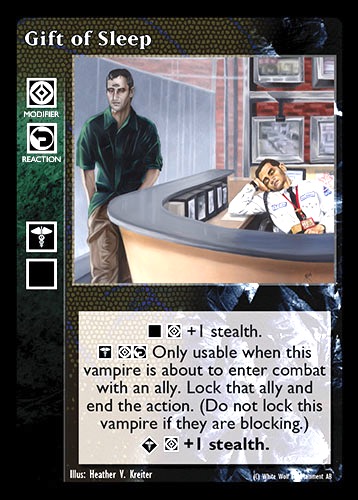 Gift of Sleep
MODIFIER
REACTION
+1 stealth.
Only usable when this
vampire is about to enter combat
with an ally. Lock that ally and
end the action. (Do not lock this
vampire if they are blocking.)
+1 stealth.
Illus: Heather V. Kreiter
(C) White Wolf Entertainment AB